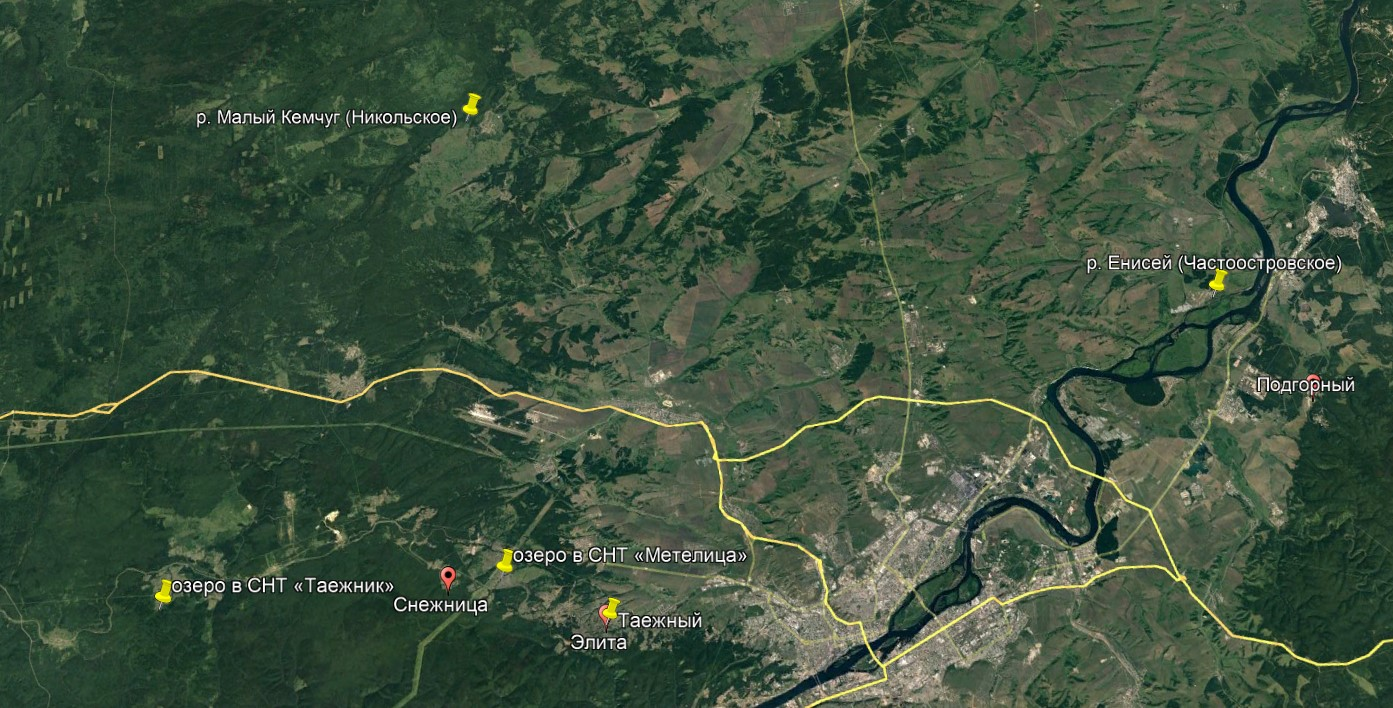 р. Малый Кемчуг (Никольское)
р. Енисей (Частоостровское)
Подгорный
озеро в СНТ «Метелица»
озеро в СНТ «Таежник»
Снежница
Таежный
Элита